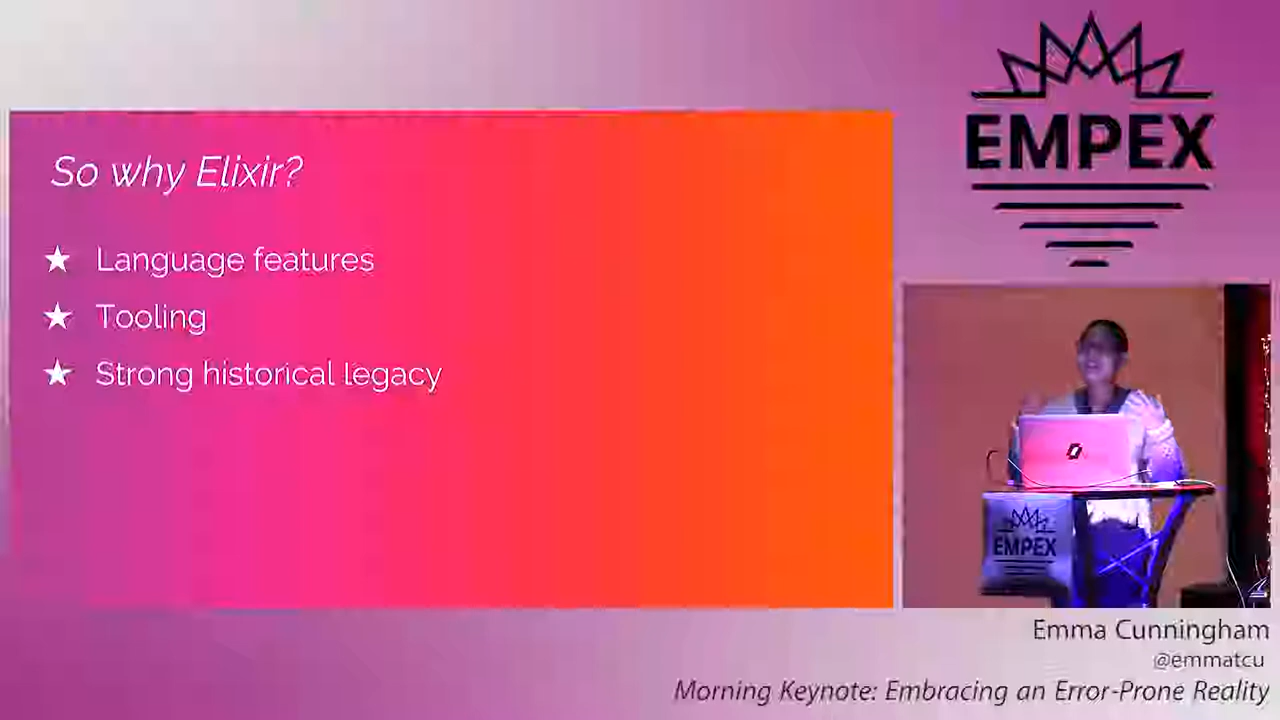 So why Elixir?
★ Language features
★ Tooling
★ Strong historical legacy
EMPEX
EMPEX
Emma Cunningham
@emmatcu
Morning Keynote: Embracing an Error-Prone Reality